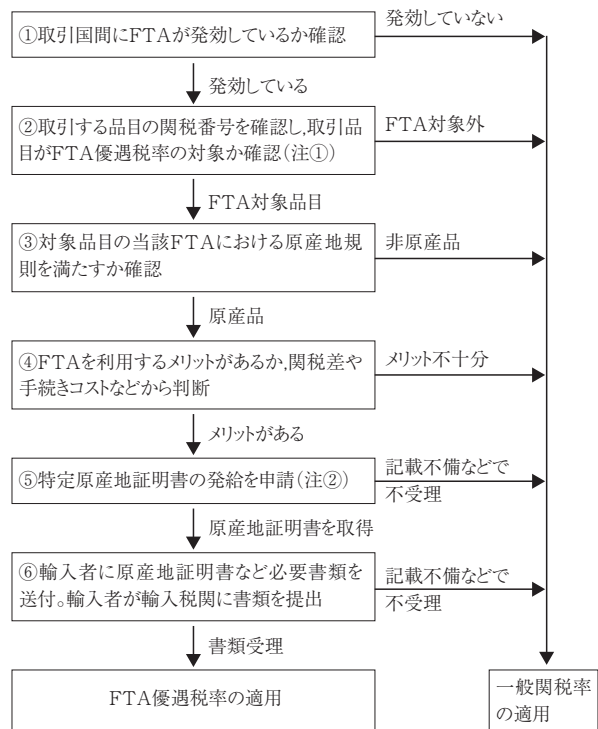 ①取引国間にFTAが発効しているか確認
発効していない
発効している
②取引する品目の関税番号を確認し,取引品
目がFTA優遇税率の対象か確認(注①)
FTA対象外
FTA対象品目
③対象品目の当該FTAにおける原産地規
則を満たすか確認
非原産品
原産品
④FTAを利用するメリットがあるか,関税差や
手続きコストなどから判断
メリット不十分
メリットがある
⑤特定原産地証明書の発給を申請(注②)
記載不備などで
不受理
原産地証明書を取得
⑥輸入者に原産地証明書など必要書類を
送付。輸入者が輸入税関に書類を提出
記載不備などで
不受理
書類受理
FTA優遇税率の適用
一般関税率
の適用